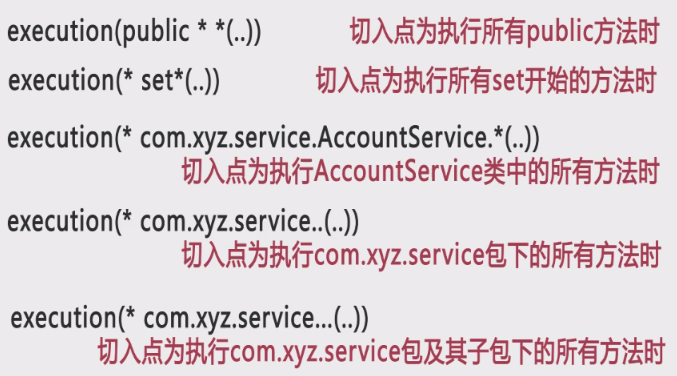 execution(public * *(..)) 切入点为执行所有public方法时
execution(* set*(..)) 切入点为执行所有set开始的方法时
execution(* com.xyz.service.AccountService.*(..))
切入点为执行AccountService类中的所有方法时
execution(* com.xyz.service..(..))
切入点为执行com.xyz.service包下的所有方法时
execution(* com.xyz.service...(..))
切入点为执行com.xyz.service包及其子包下的所有方法时